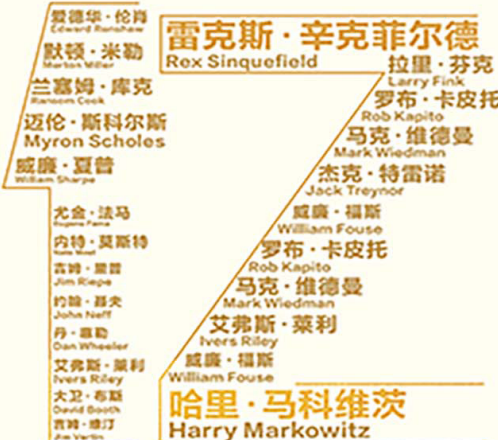 爱德华·伦肖
Edward Renshaw
默顿·米勒
Merton Miller
兰塞姆·库克
Ransom Cook
迈伦·斯科尔斯
Myron Scholes
威廉·夏普
William Sharpe
尤金·法马
Eugene Fama
内特·莫斯特
吉姆·里普
Jim Riepe
约翰·聂夫
John Neff
丹·惠勒
Dan Wheeler
艾弗斯·莱利
Ivers Riley
大卫·布斯
David Booth
吉姆·维汀
雷克斯·辛克菲尔德
Rex Sinquefield
拉里·芬克
Larry Fink
罗布·卡皮托
Rob Kapito
马克·维德曼
Mark Wiedman
杰克·特雷诺
Jack Treynor
威廉·福斯
William Fouse
罗布·卡皮托
Rob Kapito
马克·维德曼
Mark Wiedman
艾弗斯·莱利
Ivers Riley
威廉·福斯
William Fouse
哈里·马科维茨
Harry Markowitz